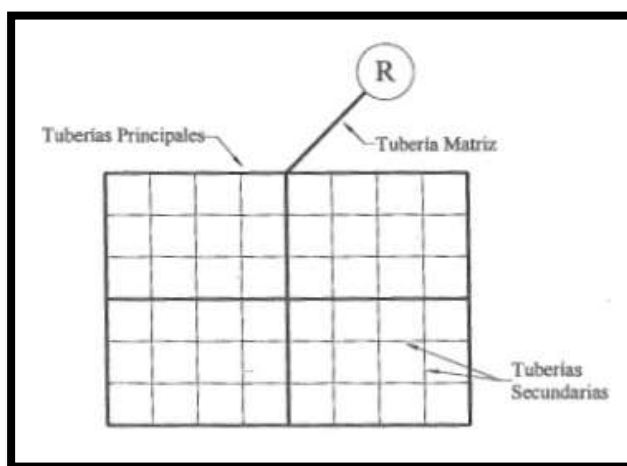 R
Tuberías Principales
Tubería Matriz
Tuberías
Secundarias